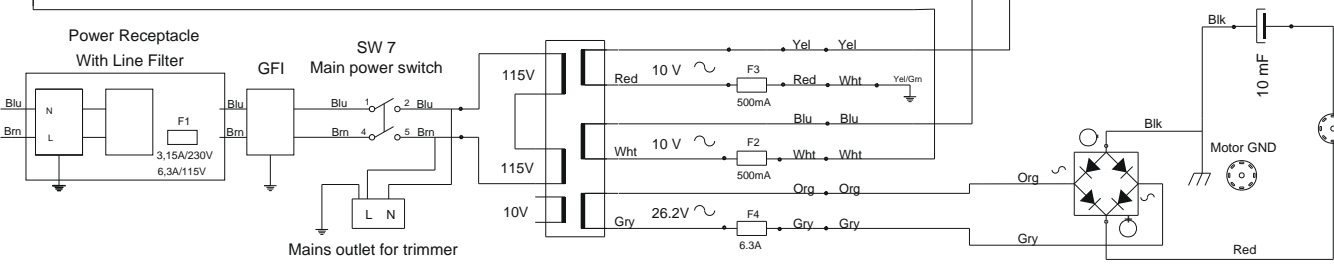 Power Receptacle
With Line Filter
GFI
SW 7
Main power switch
Blu
Brn
N
L
F1
3,15A/230V
6,3A/115V
Blu
Brn
Blu
Brn
1
2
Blu
4
5
Brn
L N
Mains outlet for trimmer
115V
115V
10V
Yel
Yel
Red
10 V
F3
500mA
Red
Wht
Yel/Grn
Blu
Blu
Wht
10 V
F2
500mA
Wht
Wht
Org
Org
Gry
26.2V
F4
6.3A
Gry
Gry
Org
Gry
Blk
Blk
10 mF
Motor GND
Red